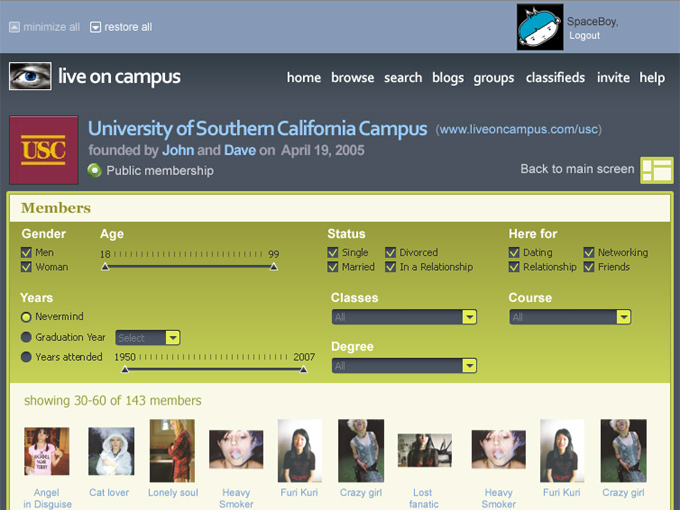 minimize all restore all
SpaceBoy,
Logout
live on campus
home browse search blogs groups classifieds invite help
USC
University of Southern California Campus (www.liveoncampus.com/usc)
founded by John and Dave on April 19, 2005
Public membership
Back to main screen
Members
Gender Age Status Here for
Men 18 99 Single Divorced Dating Networking
Woman Married In a Relationship Relationship Friends
Years Classes Course
Nevermind All All
Graduation Year Select
Degree
Years attended 1950 2007
All
showing 30-60 of 143 members
Angel in Disguise
Cat lover
Lonely soul
Heavy Smoker
Furi Kuri
Crazy girl
Lost fanatic
Heavy Smoker
Furi Kuri
Crazy girl